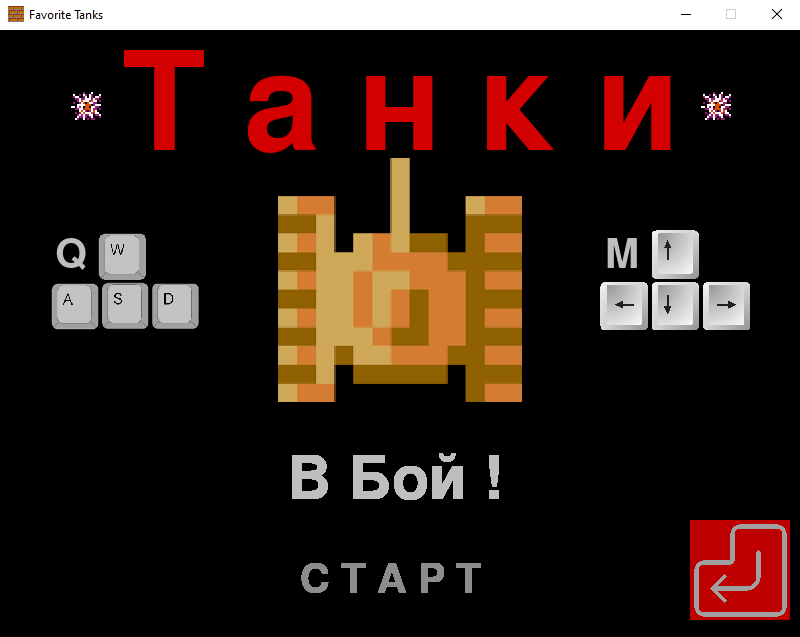 Favorite Tanks
Танки
Q W
A S D
M ↑
← ↓ →
В Бой !
СТАРТ